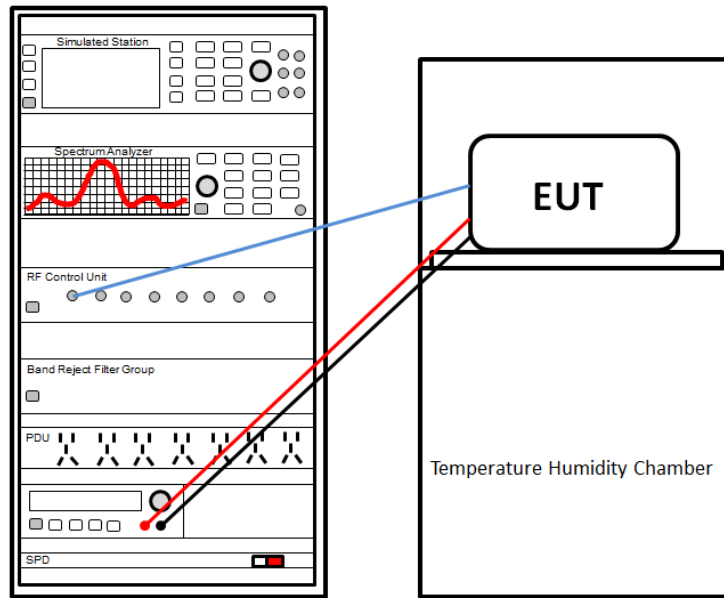 Simulated Station
Spectrum Analyzer
RF Control Unit
Band Reject Filter Group
PDU
SPD
EUT
Temperature Humidity Chamber